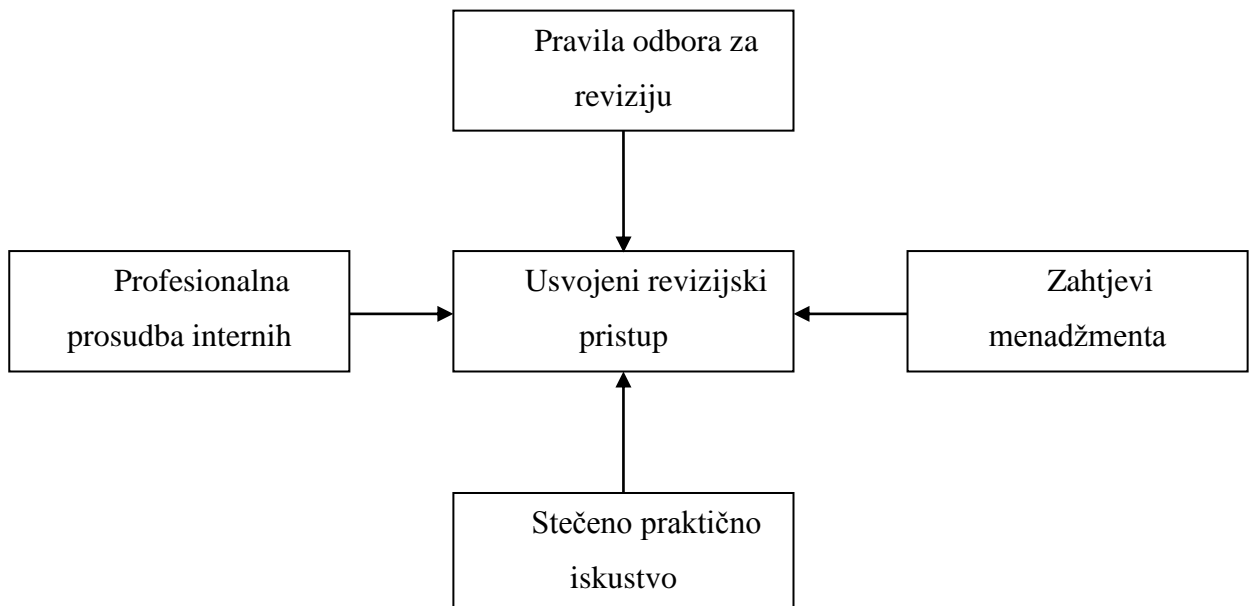 Pravila odbora za
reviziju
Profesionalna
prosudba internih
Usvojeni revizijski
pristup
Zahtjevi
menadžmenta
Stečeno praktično
iskustvo